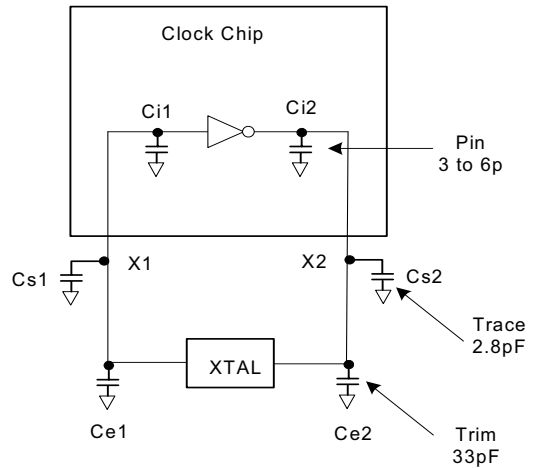 Clock Chip
Ci1
Ci2
Pin
3 to 6p
X1
X2
Cs1
Cs2
Trace
2.8pF
XTAL
Ce1
Ce2
Trim
33pF